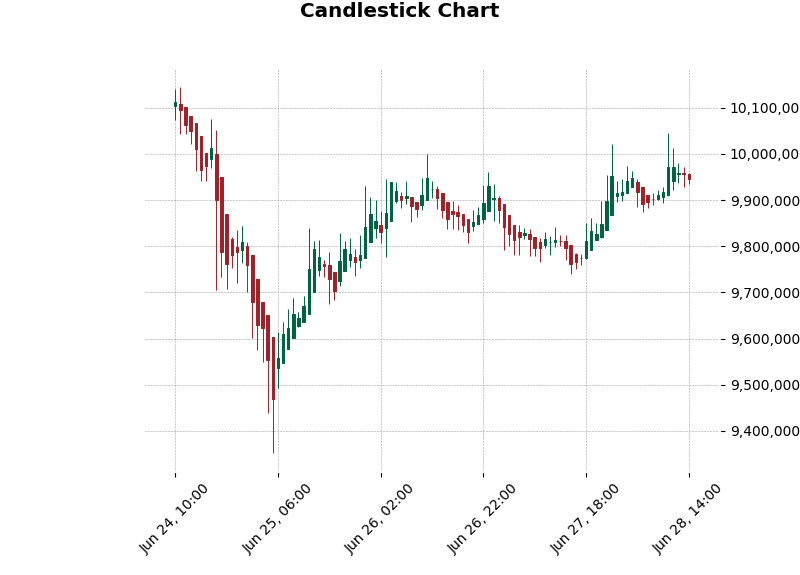 Candlestick Chart
10,100,00
10,000,00
9,900,000
9,800,000
9,700,000
9,600,000
9,500,000
9,400,000
Jun 24, 10:00
Jun 25, 06:00
Jun 26, 02:00
Jun 26, 22:00
Jun 27, 18:00
Jun 28, 14:00